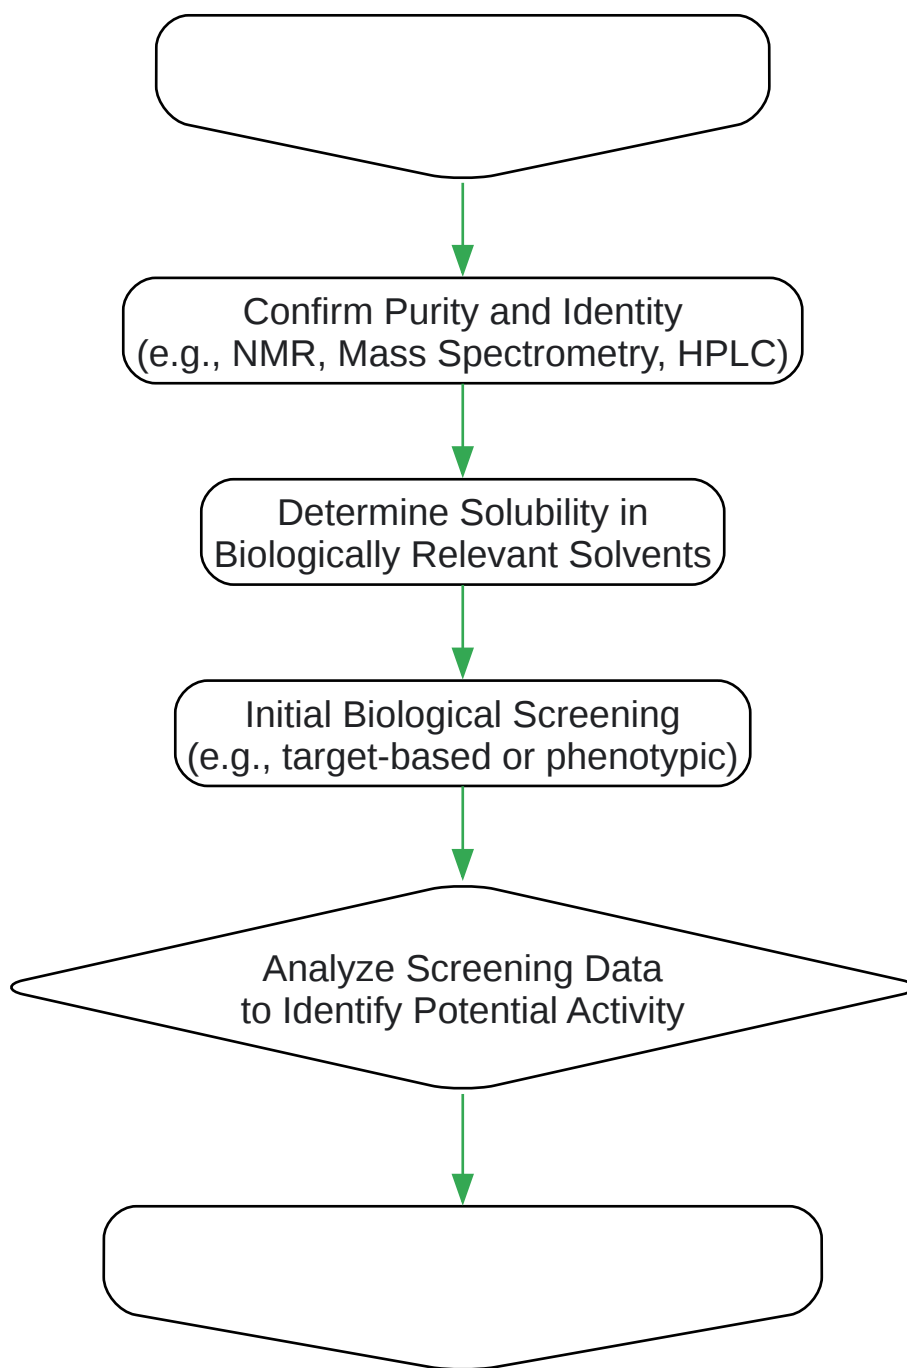 Confirm Purity and Identity
(e.g., NMR, Mass Spectrometry, HPLC)
Determine Solubility in
Biologically Relevant Solvents
Initial Biological Screening
(e.g., target-based or phenotypic)
Analyze Screening Data
to Identify Potential Activity